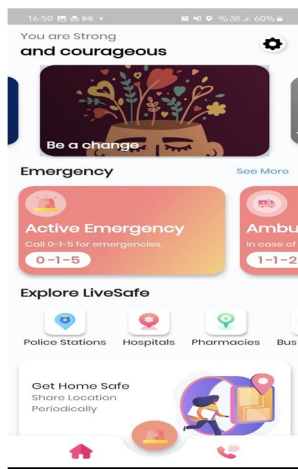 16:50
60%
You are Strong
and courageous
Be a change
Emergency
See More
Active Emergency
Call 0-1-5 for emergencies.
0-1-5
Ambu
In case of
1-1-2
Explore LiveSafe
Police Stations
Hospitals
Pharmacies
Bus
Get Home Safe
Share Location
Periodically